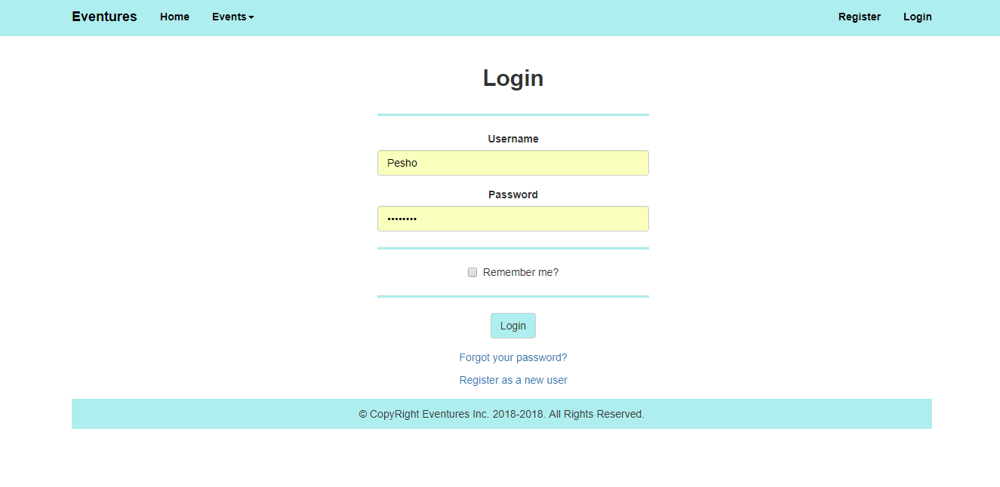 Eventures Home Events Register Login
Login
Username
Pesho
Password
••••••••
Remember me?
Login
Forgot your password?
Register as a new user
© CopyRight Eventures Inc. 2018-2018. All Rights Reserved.